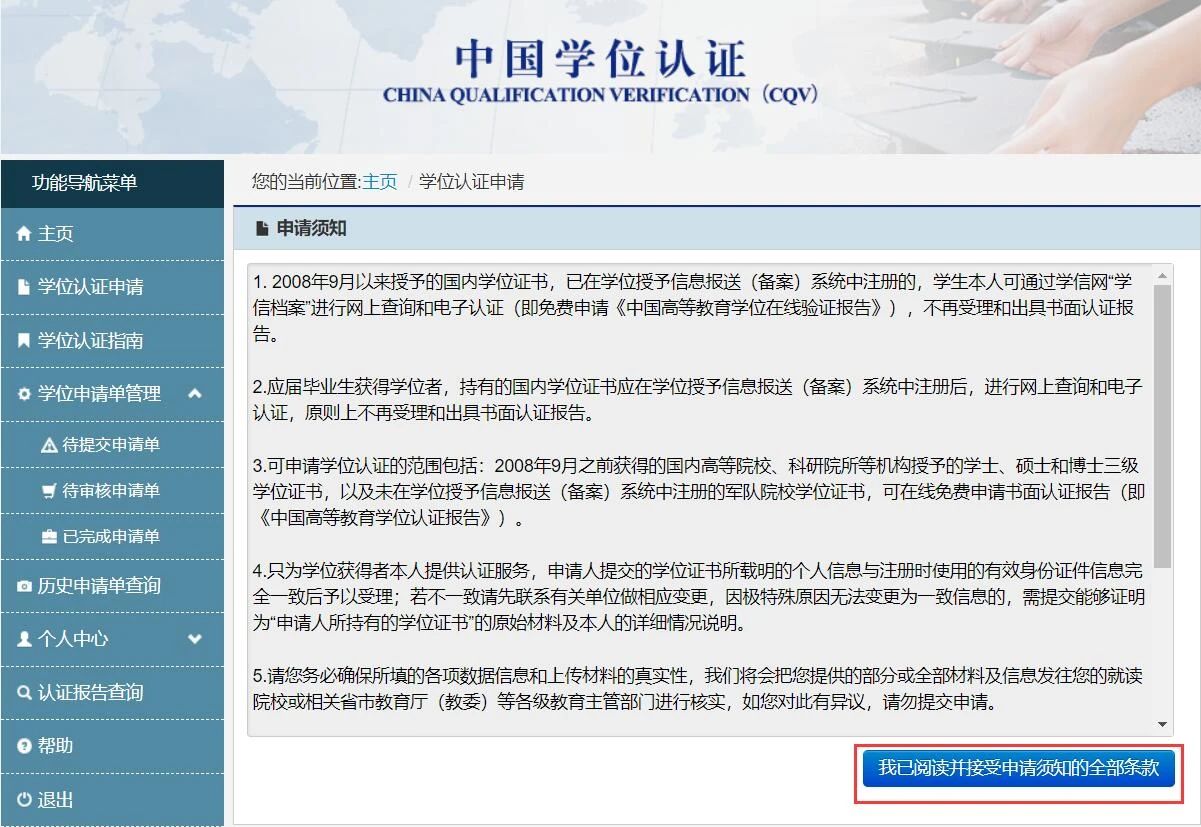 中国学位认证
CHINA QUALIFICATION VERIFICATION（CQV）
功能导航菜单
主页
学位认证申请
学位认证指南
学位申请单管理
待提交申请单
待审核申请单
已完成申请单
历史申请单查询
个人中心
认证报告查询
帮助
退出
您的当前位置:主页 / 学位认证申请
申请须知
1. 2008年9月以来授予的国内学位证书，已在学位授予信息报送（备案）系统中注册的，学生本人可通过学信网“学
信档案”进行网上查询和电子认证（即免费申请《中国高等教育学位在线验证报告》），不再受理和出具书面认证报
告。
2.应届毕业生获得学位者，持有的国内学位证书应在学位授予信息报送（备案）系统中注册后，进行网上查询和电子
认证，原则上不再受理和出具书面认证报告。
3.可申请学位认证的范围包括：2008年9月之前获得的国内高等院校、科研院所等机构授予的学士、硕士和博士三级
学位证书，以及未在学位授予信息报送（备案）系统中注册的军队院校学位证书，可在线免费申请书面认证报告（即
《中国高等教育学位认证报告》）。
4.只为学位获得者本人提供认证服务，申请人提交的学位证书所载明的个人信息与注册时使用的有效身份证件信息完
全一致后予以受理；若不一致请先联系有关单位做相应变更，因极特殊原因无法变更为一致信息的，需提交能够证明
为“申请人所持有的学位证书”的原始材料及本人的详细情况说明。
5.请您务必确保所填的各项数据信息和上传材料的真实性，我们将会把您提供的部分或全部材料及信息发往您的就读
院校或相关省市教育厅（教委）等各级教育主管部门进行核实，如您对此有异议，请勿提交申请。
我已阅读并接受申请须知的全部条款